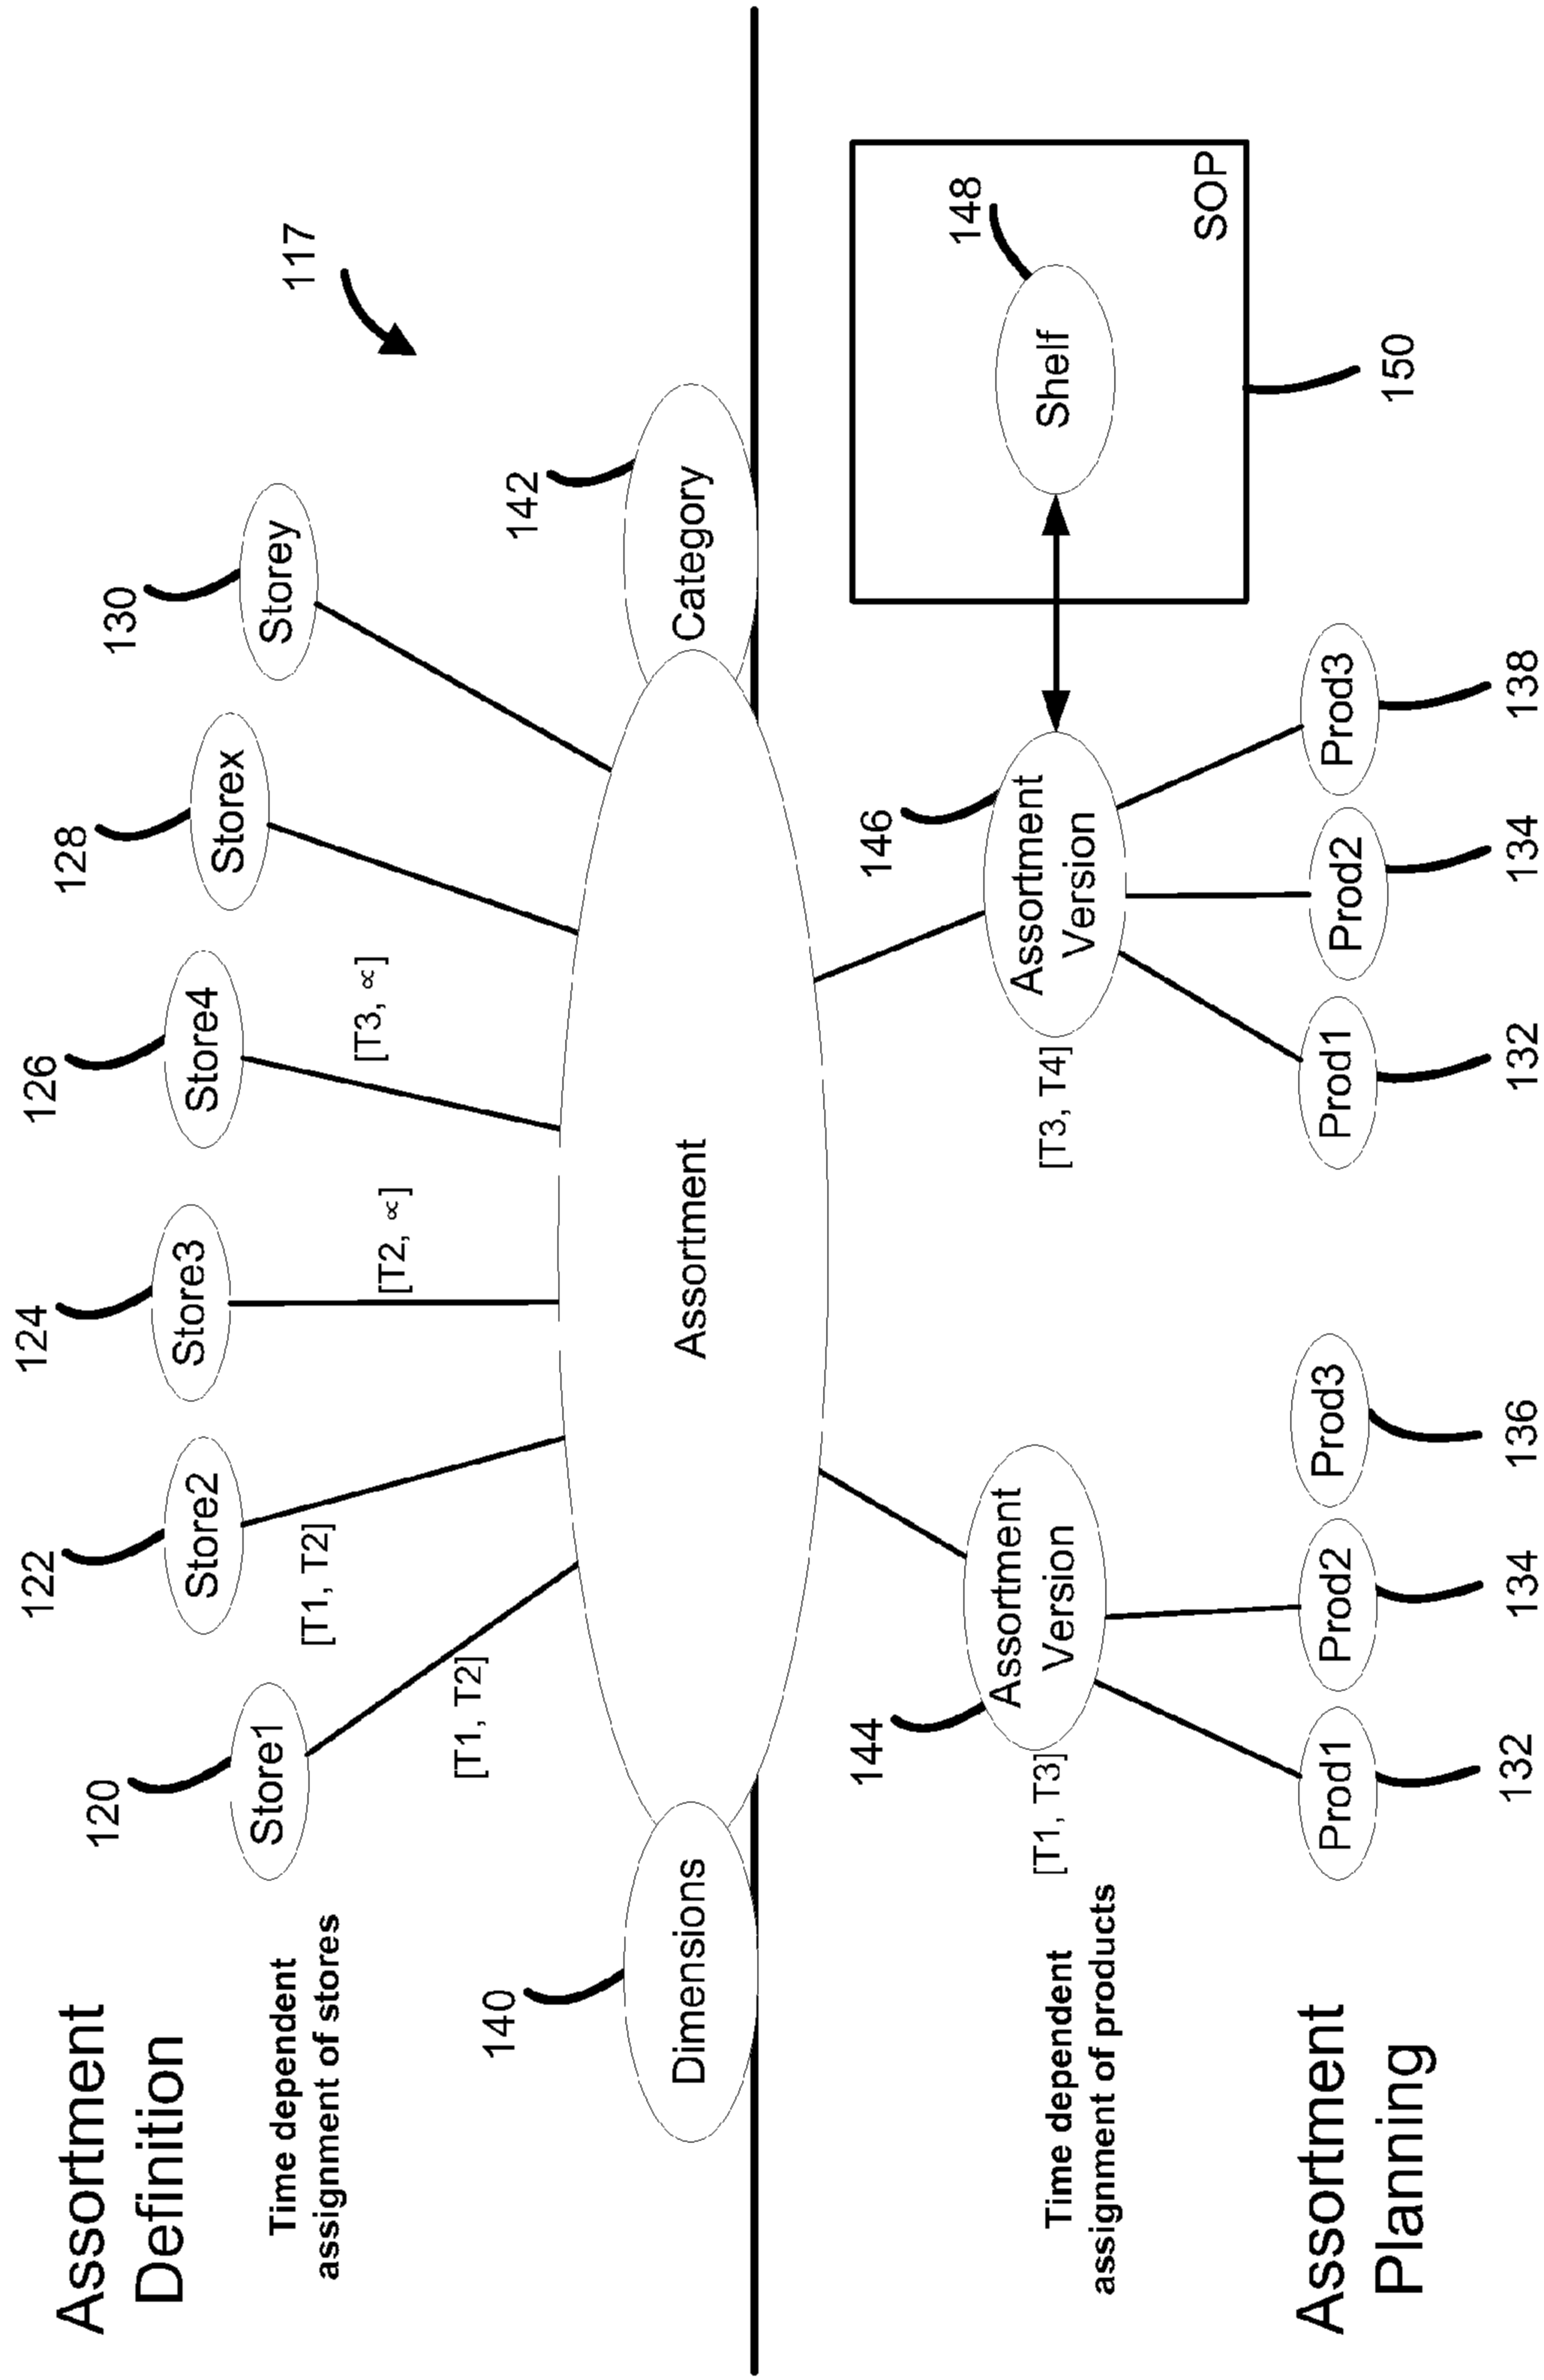 Assortment
Definition
Time dependent
assignment of stores
120
Store1
[T1, T2]
122
Store2
[T1, T2]
124
Store3
[T2, ∝]
126
Store4
[T3, ∝]
128
Storex
130
Storey
117
140
Dimensions
Assortment
142
Category
Time dependent
assignment of products
144
Assortment
Version
[T1, T3]
146
Assortment
Version
[T3, T4]
148
Shelf
SOP
150
Assortment
Planning
Prod1
132
Prod2
134
Prod3
136
Prod1
132
Prod2
134
Prod3
138